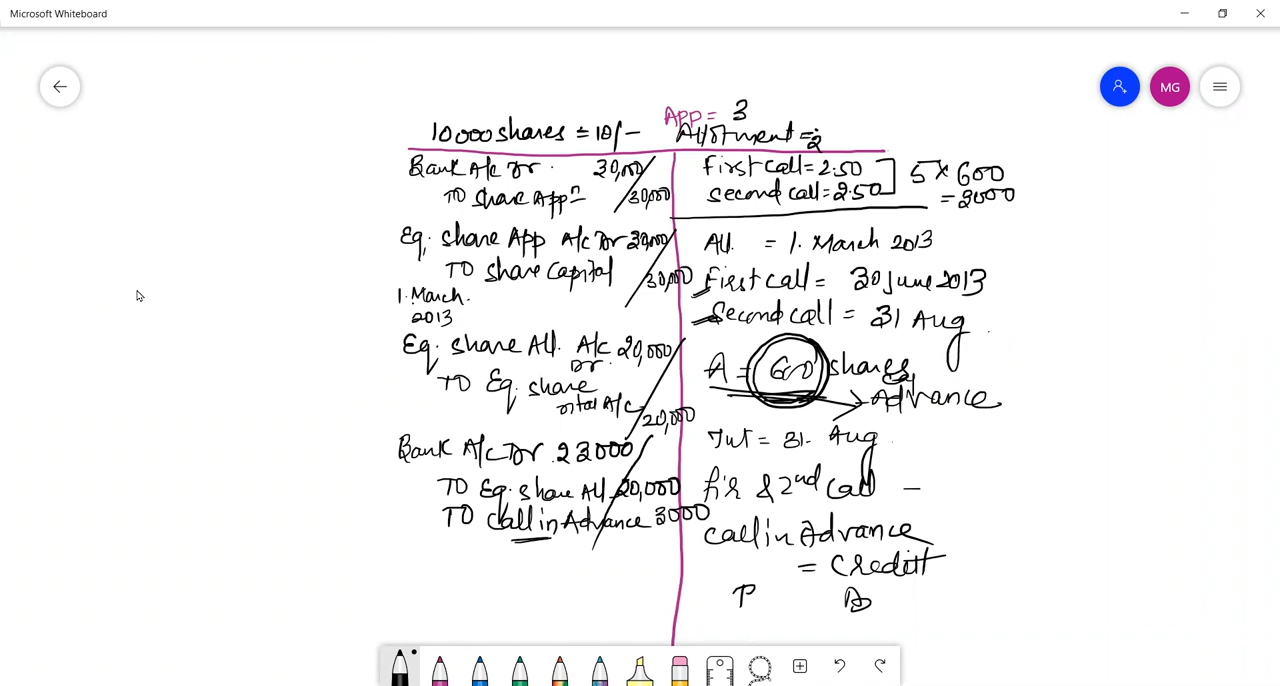 Microsoft Whiteboard
MG
App = 3
10000 shares = 10/- Allotment = 2
Bank A/c Dr. 30,000
To share Appn 30,000
Eq. share App A/c Dr 30,000
To share Capital 30,000
1. March
2013
Eq. share All. A/c 20,000
Dr.
To Eq. share
A/c
20,000
Bank A/c Dr. 23000
To Eq. share All 20,000
To call in Advance 3000
First call = 2.50
second call = 2.50
5 × 600
= 3000
All. = 1. March 2013
First call = 30 June 2013
Second call = 31 Aug
A = 600 shares
Advance
Int = 31. Aug
& 2nd Call -
call in Advance
= credit